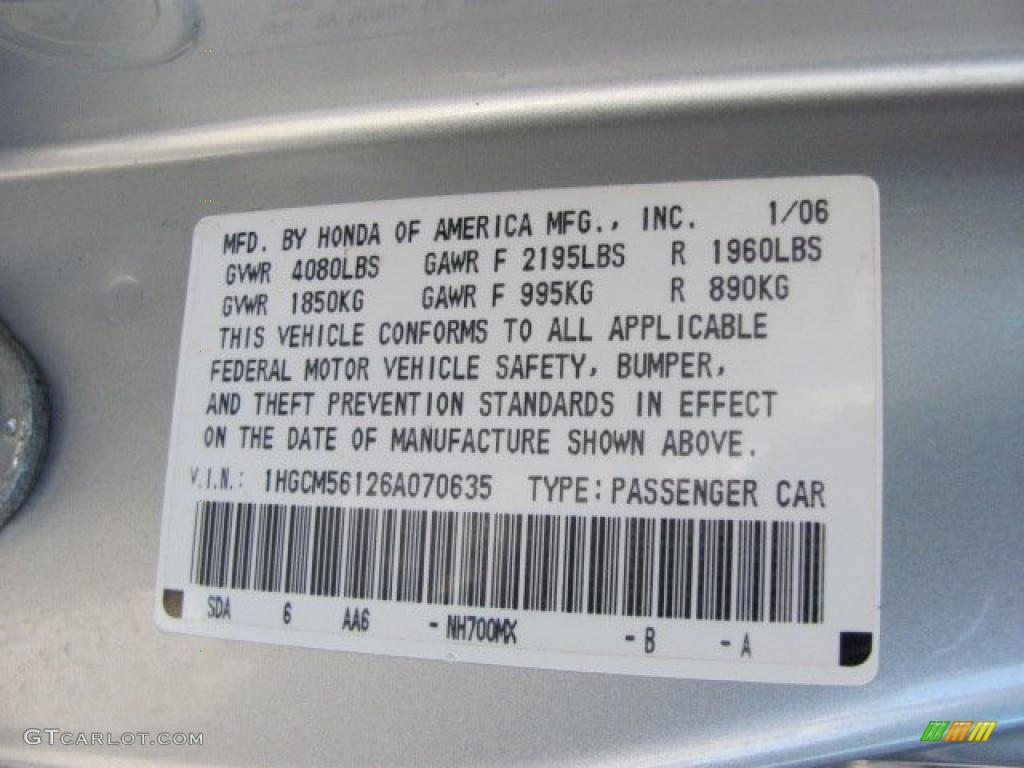 MFD. BY HONDA OF AMERICA MFG., INC. 1/06
GVWR 4080LBS GAWR F 2195LBS R 1960LBS
GVWR 1850KG GAWR F 995KG R 890KG
THIS VEHICLE CONFORMS TO ALL APPLICABLE
FEDERAL MOTOR VEHICLE SAFETY, BUMPER,
AND THEFT PREVENTION STANDARDS IN EFFECT
ON THE DATE OF MANUFACTURE SHOWN ABOVE.
V.I.N.: 1HGCM56126A070635 TYPE: PASSENGER CAR
SDA 6 AA6 - NH700MX - B - A
GTCARLOT.COM